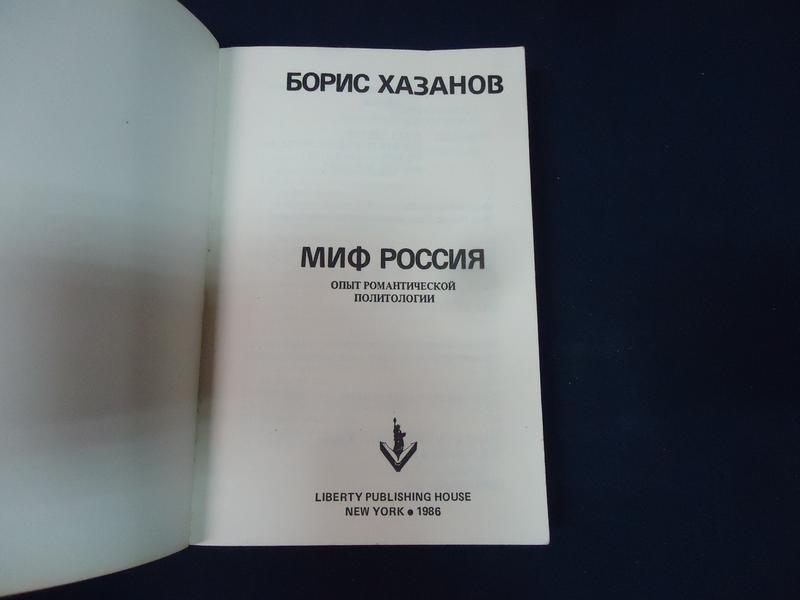 БОРИС ХАЗАНОВ
МИФ РОССИЯ
ОПЫТ РОМАНТИЧЕСКОЙ
ПОЛИТОЛОГИИ
LIBERTY PUBLISHING HOUSE
NEW YORK ● 1986